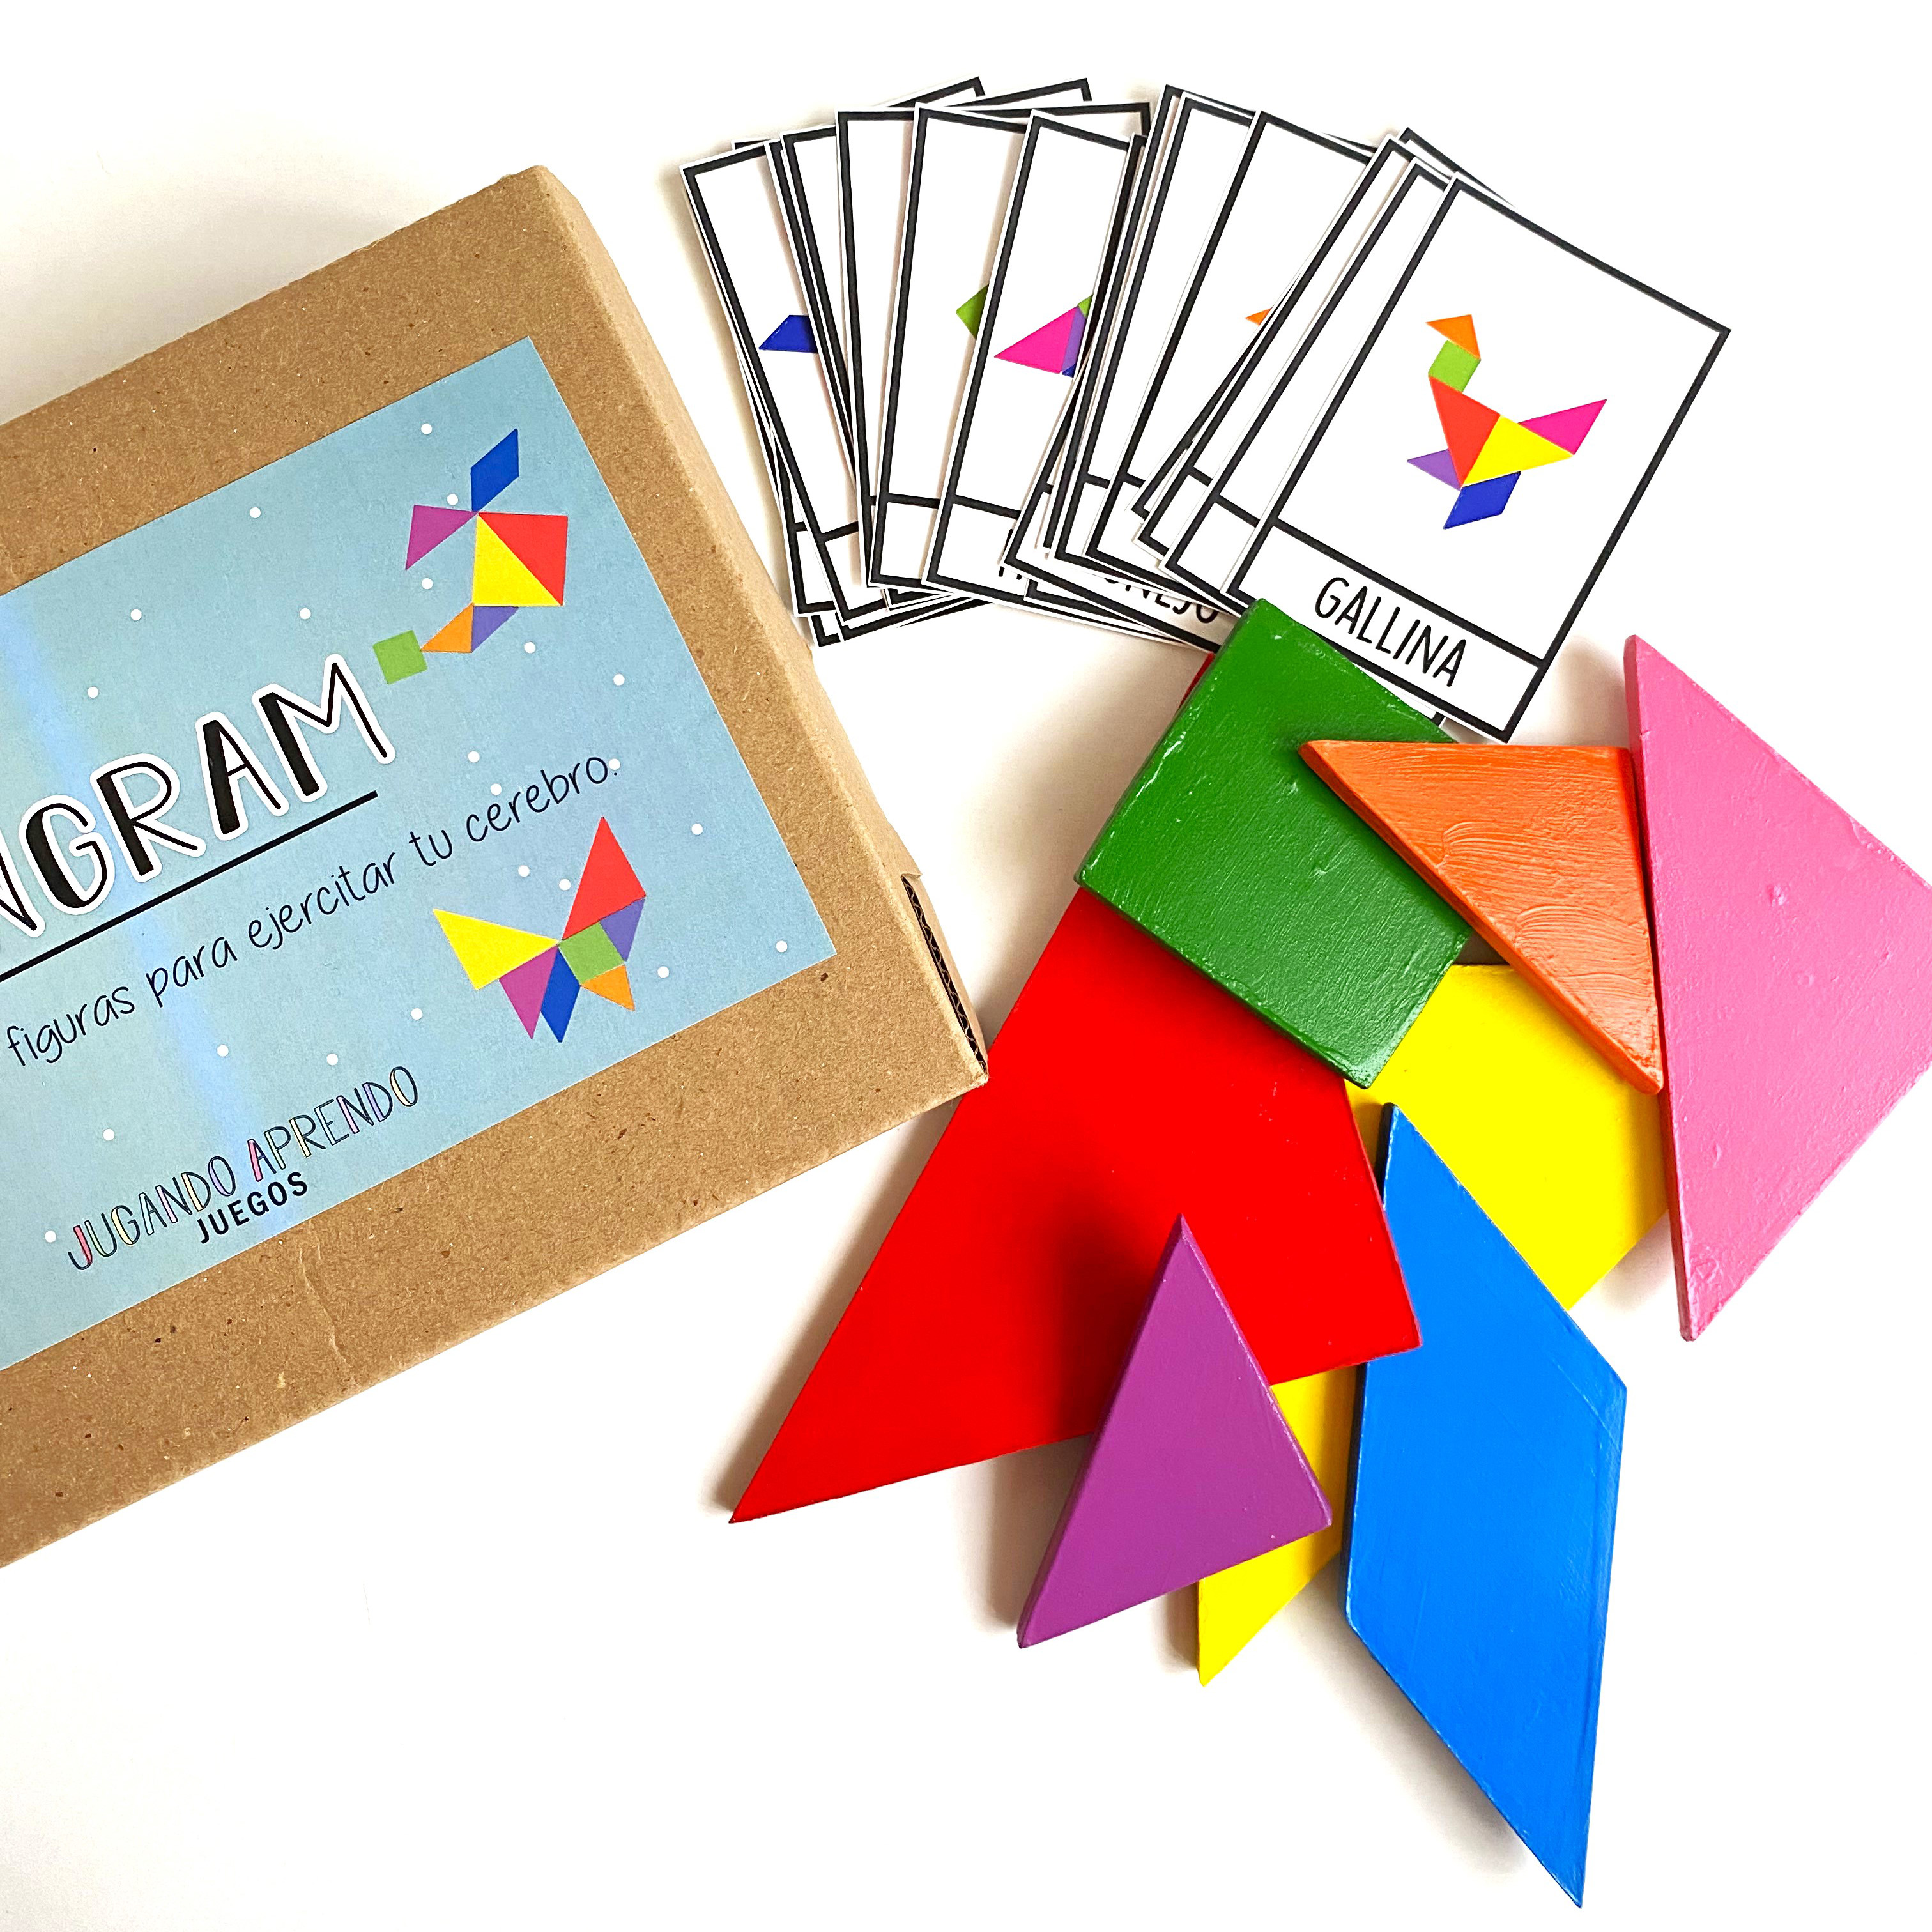 NGRAM
figuras para ejercitar tu cerebro.
JUGANDO APRENDO
JUEGOS
GALLINA